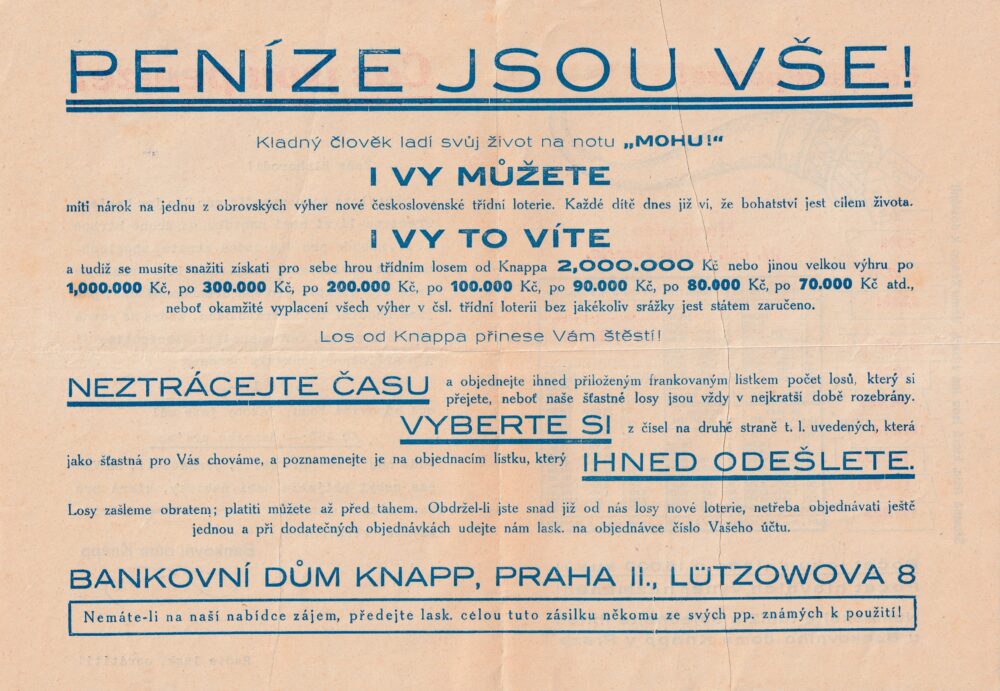 PENÍZE JSOU VŠE!
Kladný člověk ladí svůj život na notu „MOHU!“
I VY MŮŽETE
míti nárok na jednu z obrovských výher nové československé třídní loterie. Každé dítě dnes již ví, že bohatství jest cílem života.
I VY TO VÍTE
a tudíž se musíte snažiti získati pro sebe hrou třídním losem od Knappa 2,000.000 Kč nebo jinou velkou výhru po
1,000.000 Kč, po 300.000 Kč, po 200.000 Kč, po 100.000 Kč, po 90.000 Kč, po 80.000 Kč, po 70.000 Kč atd.,
neboť okamžité vyplacení všech výher v čsl. třídní loterii bez jakékoliv srážky jest státem zaručeno.
Los od Knappa přinese Vám štěstí!
NEZTRÁCEJTE ČASU a objednejte ihned přiloženým frankovaným lístkem počet losů, který si
přejete, neboť naše šťastné losy jsou vždy v nejkratší době rozebrány.
VYBERTE SI z čísel na druhé straně t. l. uvedených, která
jako šťastná pro Vás chováme, a poznamenejte je na objednacím lístku, který IHNED ODEŠLETE.
Losy zašleme obratem; platiti můžete až před tahem. Obdržel-li jste snad již od nás losy nové loterie, netřeba objednávati ještě
jednou a při dodatečných objednávkách udejte nám lask. na objednávce číslo Vašeho účtu.
BANKOVNÍ DŮM KNAPP, PRAHA II., LÜTZOWOVA 8
Nemáte-li na naší nabídce zájem, předejte lask. celou tuto zásilku někomu ze svých pp. známých k použití!